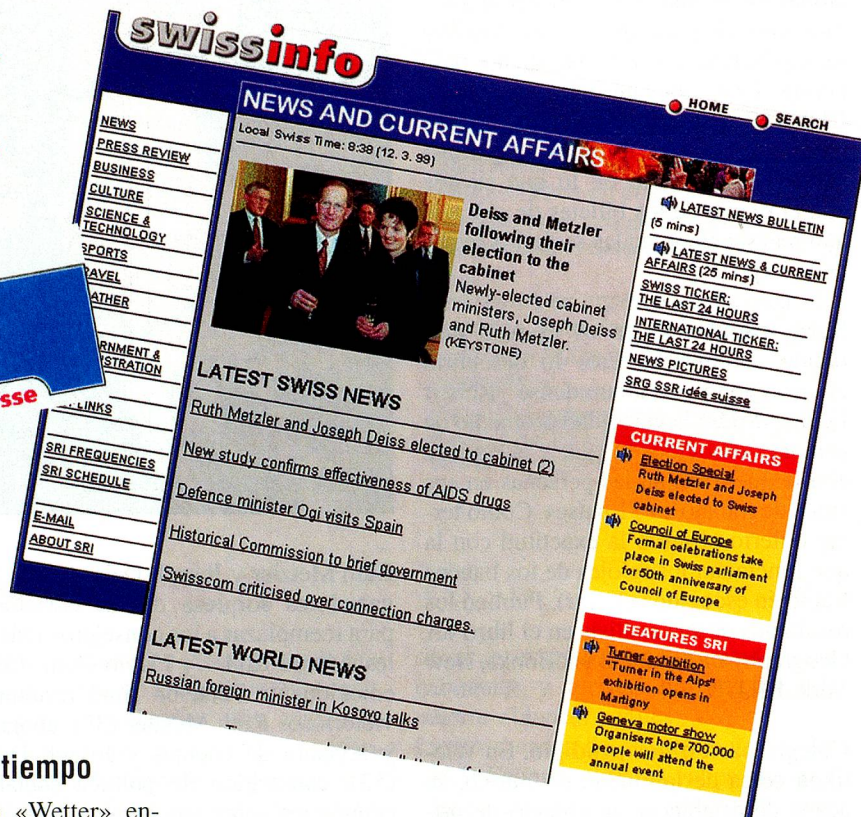 swissinfo
HOME
SEARCH
NEWS AND CURRENT AFFAIRS
Local Swiss Time: 8:38 (12. 3. 99)
NEWS
PRESS REVIEW
BUSINESS
CULTURE
SCIENCE &
TECHNOLOGY
SPORTS
RAVEL
ATHER
RNMENT &
ISTRATION
LINKS
SRI FREQUENCIES
SRI SCHEDULE
E-MAIL
ABOUT SRI
sse
Deiss and Metzler
following their
election to the
cabinet
Newly-elected cabinet
ministers, Joseph Deiss
and Ruth Metzler.
(KEYSTONE)
LATEST SWISS NEWS
Ruth Metzler and Joseph Deiss elected to cabinet (2)
New study confirms effectiveness of AIDS drugs
Defence minister Ogi visits Spain
Historical Commission to brief government
Swisscom criticised over connection charges.
LATEST WORLD NEWS
Russian foreign minister in Kosovo talks
LATEST NEWS BULLETIN
(5 mins)
LATEST NEWS & CURRENT
AFFAIRS (25 mins)
SWISS TICKER:
THE LAST 24 HOURS
INTERNATIONAL TICKER:
THE LAST 24 HOURS
NEWS PICTURES
SRG SSR idée suisse
CURRENT AFFAIRS
Election Special
Ruth Metzler and Joseph
Deiss elected to Swiss
cabinet
Council of Europe
Formal celebrations take
place in Swiss parliament
for 50th anniversary of
Council of Europe
FEATURES SRI
Turner exhibition
"Turner in the Alps"
exhibition opens in
Martigny
Geneva motor show
Organisers hope 700,000
people will attend the
annual event
tiempo
«Wetter» en-